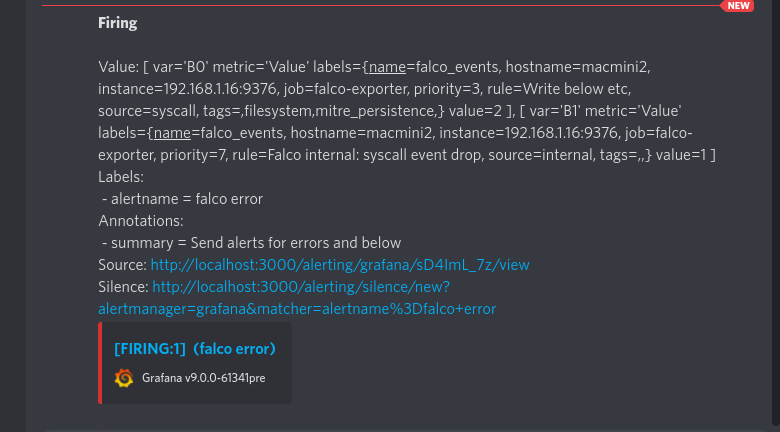 NEW
Firing
Value: [ var='B0' metric='Value' labels={name=falco_events, hostname=macmini2,
instance=192.168.1.16:9376, job=falco-exporter, priority=3, rule=Write below etc,
source=syscall, tags=,filesystem,mitre_persistence,} value=2 ], [ var='B1' metric='Value'
labels={name=falco_events, hostname=macmini2, instance=192.168.1.16:9376, job=falco-
exporter, priority=7, rule=Falco internal: syscall event drop, source=internal, tags=,,} value=1 ]
Labels:
- alertname = falco error
Annotations:
- summary = Send alerts for errors and below
Source: http://localhost:3000/alerting/grafana/sD4ImL_7z/view
Silence: http://localhost:3000/alerting/silence/new?
alertmanager=grafana&matcher=alertname%3Dfalco+error
[FIRING:1] (falco error)
Grafana v9.0.0-61341pre